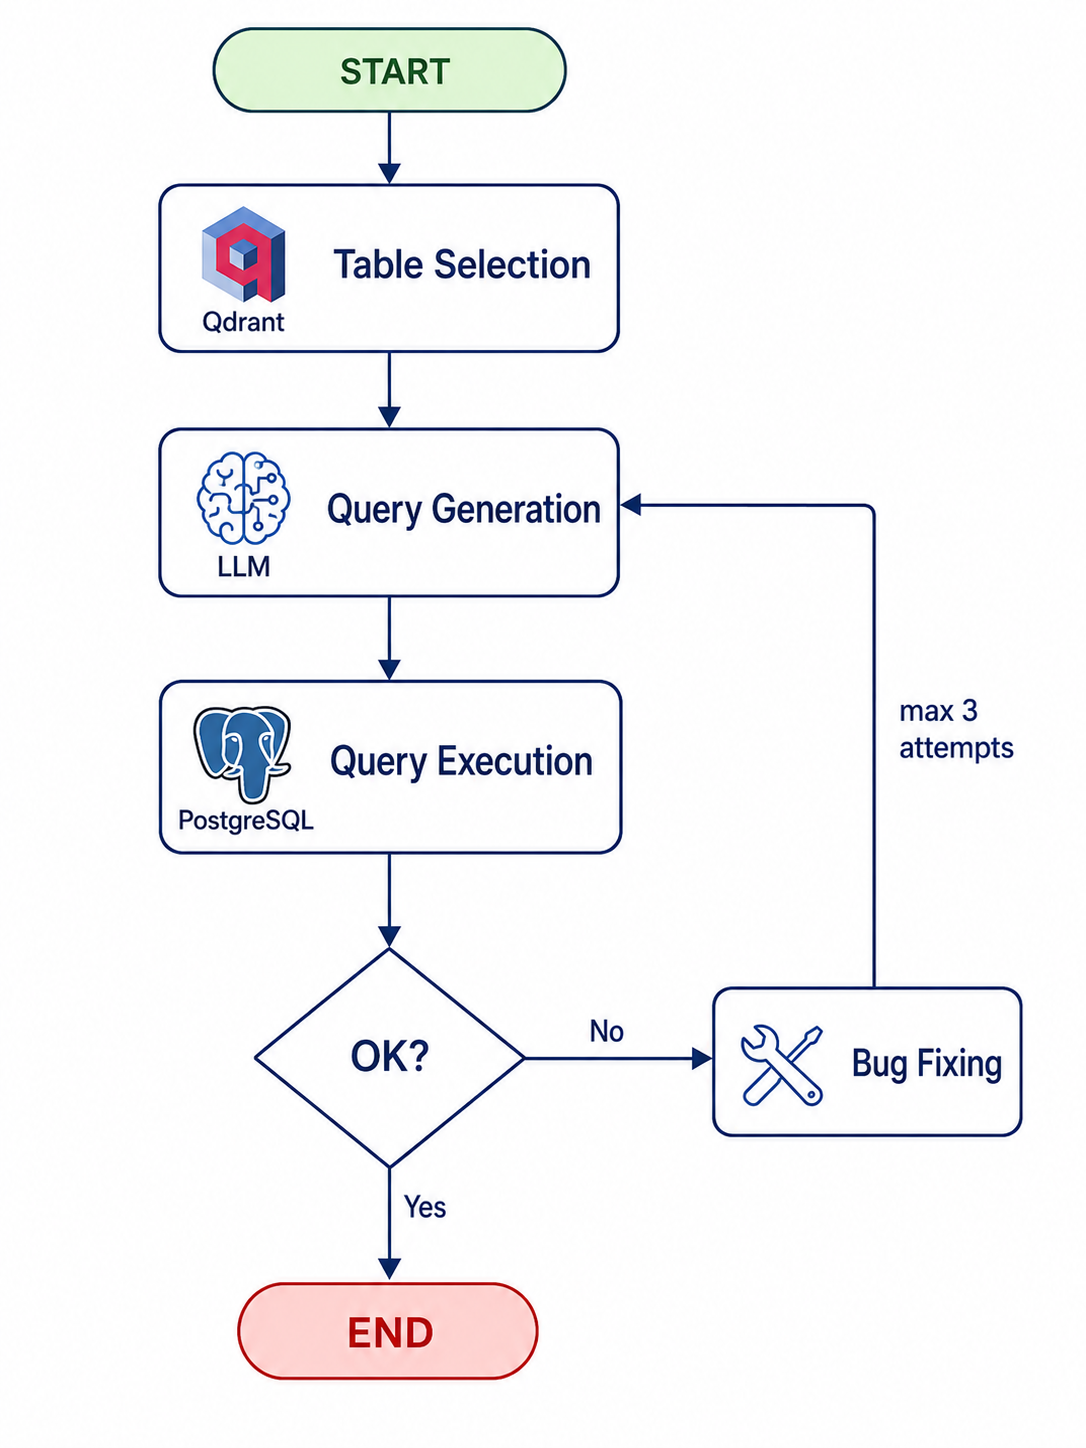 START
Table Selection
Qdrant
Query Generation
LLM
max 3
attempts
Query Execution
PostgreSQL
OK?
No
Bug Fixing
Yes
END